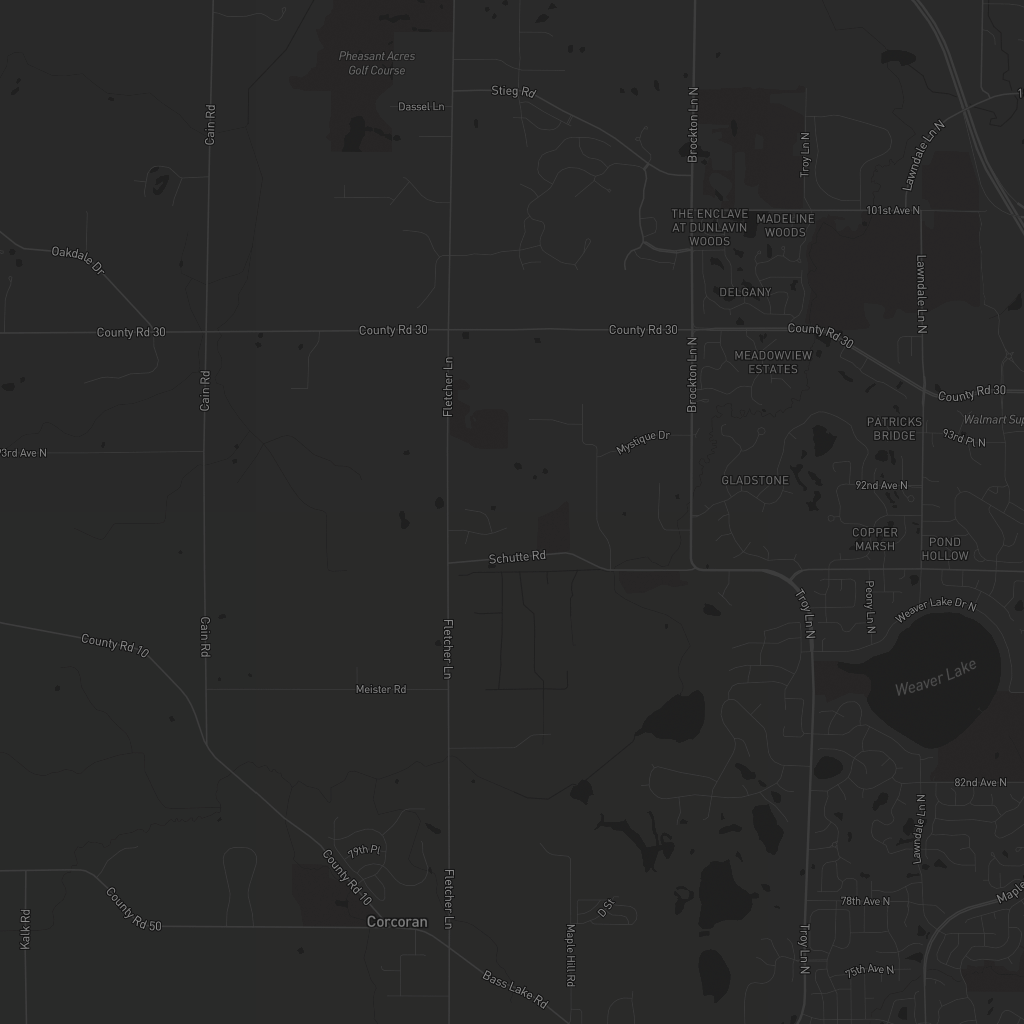 Pheasant Acres
Golf Course
Dassel Ln
Stieg Rd
Cain Rd
Brockton Ln N
Troy Ln N
Lawndale Ln N
1
101st Ave N
THE ENCLAVE
AT DUNLAVIN
WOODS
MADELINE
WOODS
Oakdale Dr
DELGANY
Lawndale Ln N
County Rd 30
County Rd 30
County Rd 30
County Rd 30
MEADOWVIEW
ESTATES
Cain Rd
Fletcher Ln
Brockton Ln N
County Rd 30
PATRICKS
BRIDGE
Walmart Sup
93rd Pl N
Mystique Dr
93rd Ave N
GLADSTONE
92nd Ave N
COPPER
MARSH
POND
HOLLOW
Schutte Rd
Troy Ln N
Peony Ln N
Weaver Lake Dr N
Cain Rd
Fletcher Ln
County Rd 10
Weaver Lake
Meister Rd
82nd Ave N
Lawndale Ln N
79th Pl
County Rd 10
Fletcher Ln
County Rd 50
Kalk Rd
Corcoran
D St
78th Ave N
Maple
Maple Hill Rd
Troy Ln N
75th Ave N
Bass Lake Rd